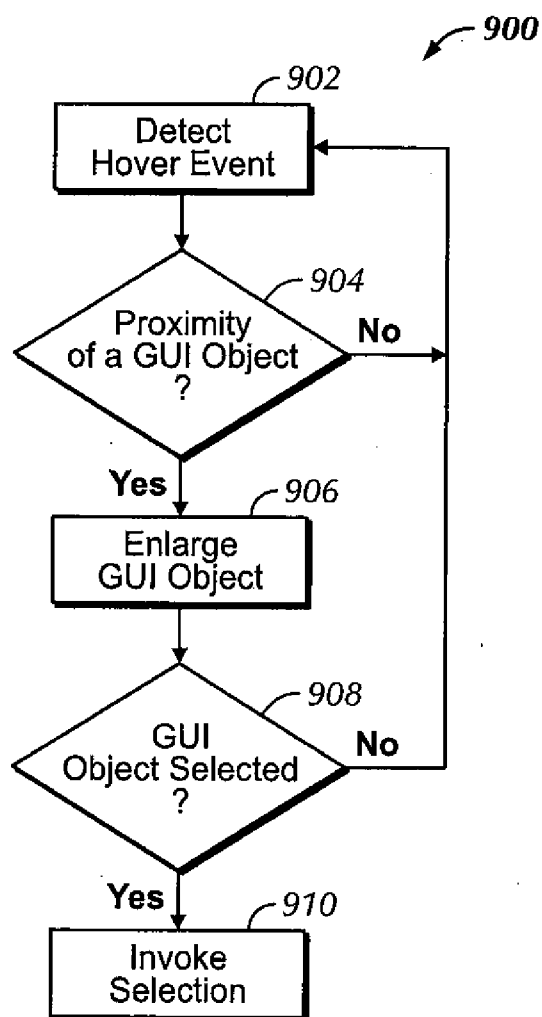 900
902
Detect
Hover Event
904
Proximity
of a GUI Object
?
No
Yes
906
Enlarge
GUI Object
908
GUI
Object Selected
?
No
Yes
910
Invoke
Selection